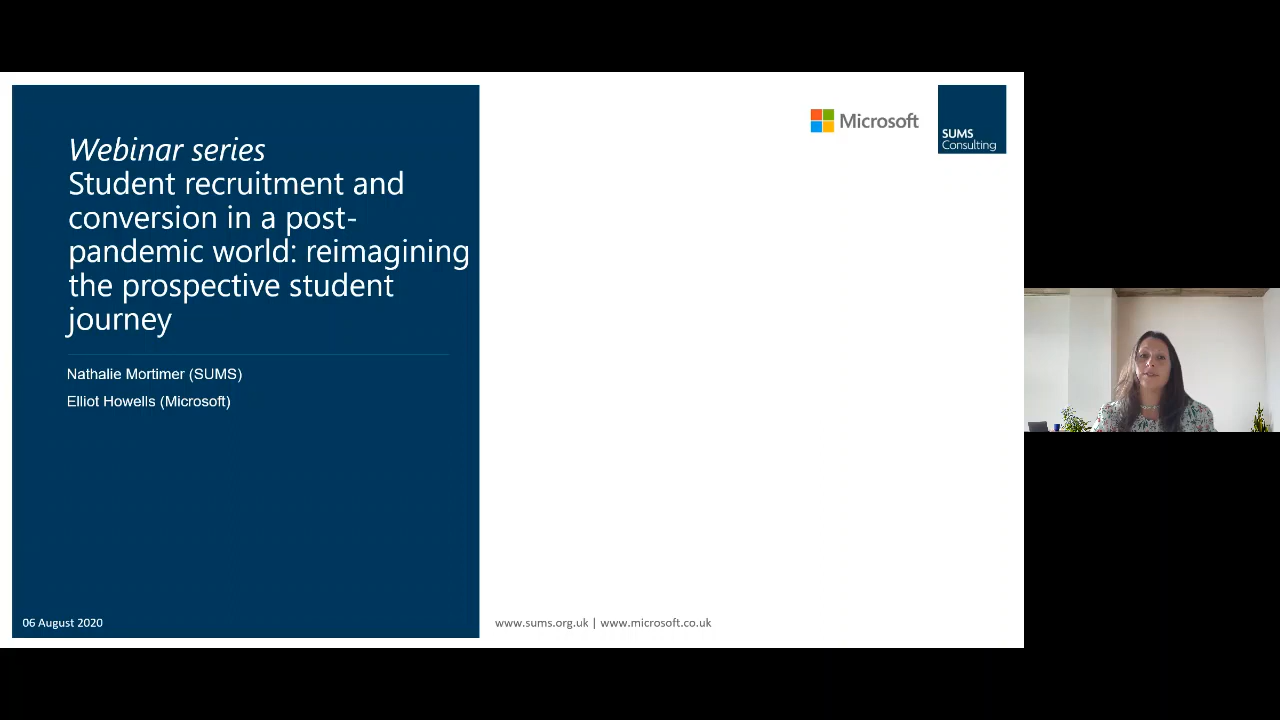 Webinar series
Student recruitment and
conversion in a post-
pandemic world: reimagining
the prospective student
journey
Nathalie Mortimer (SUMS)
Elliot Howells (Microsoft)
06 August 2020
Microsoft
SUMS
Consulting
www.sums.org.uk | www.microsoft.co.uk